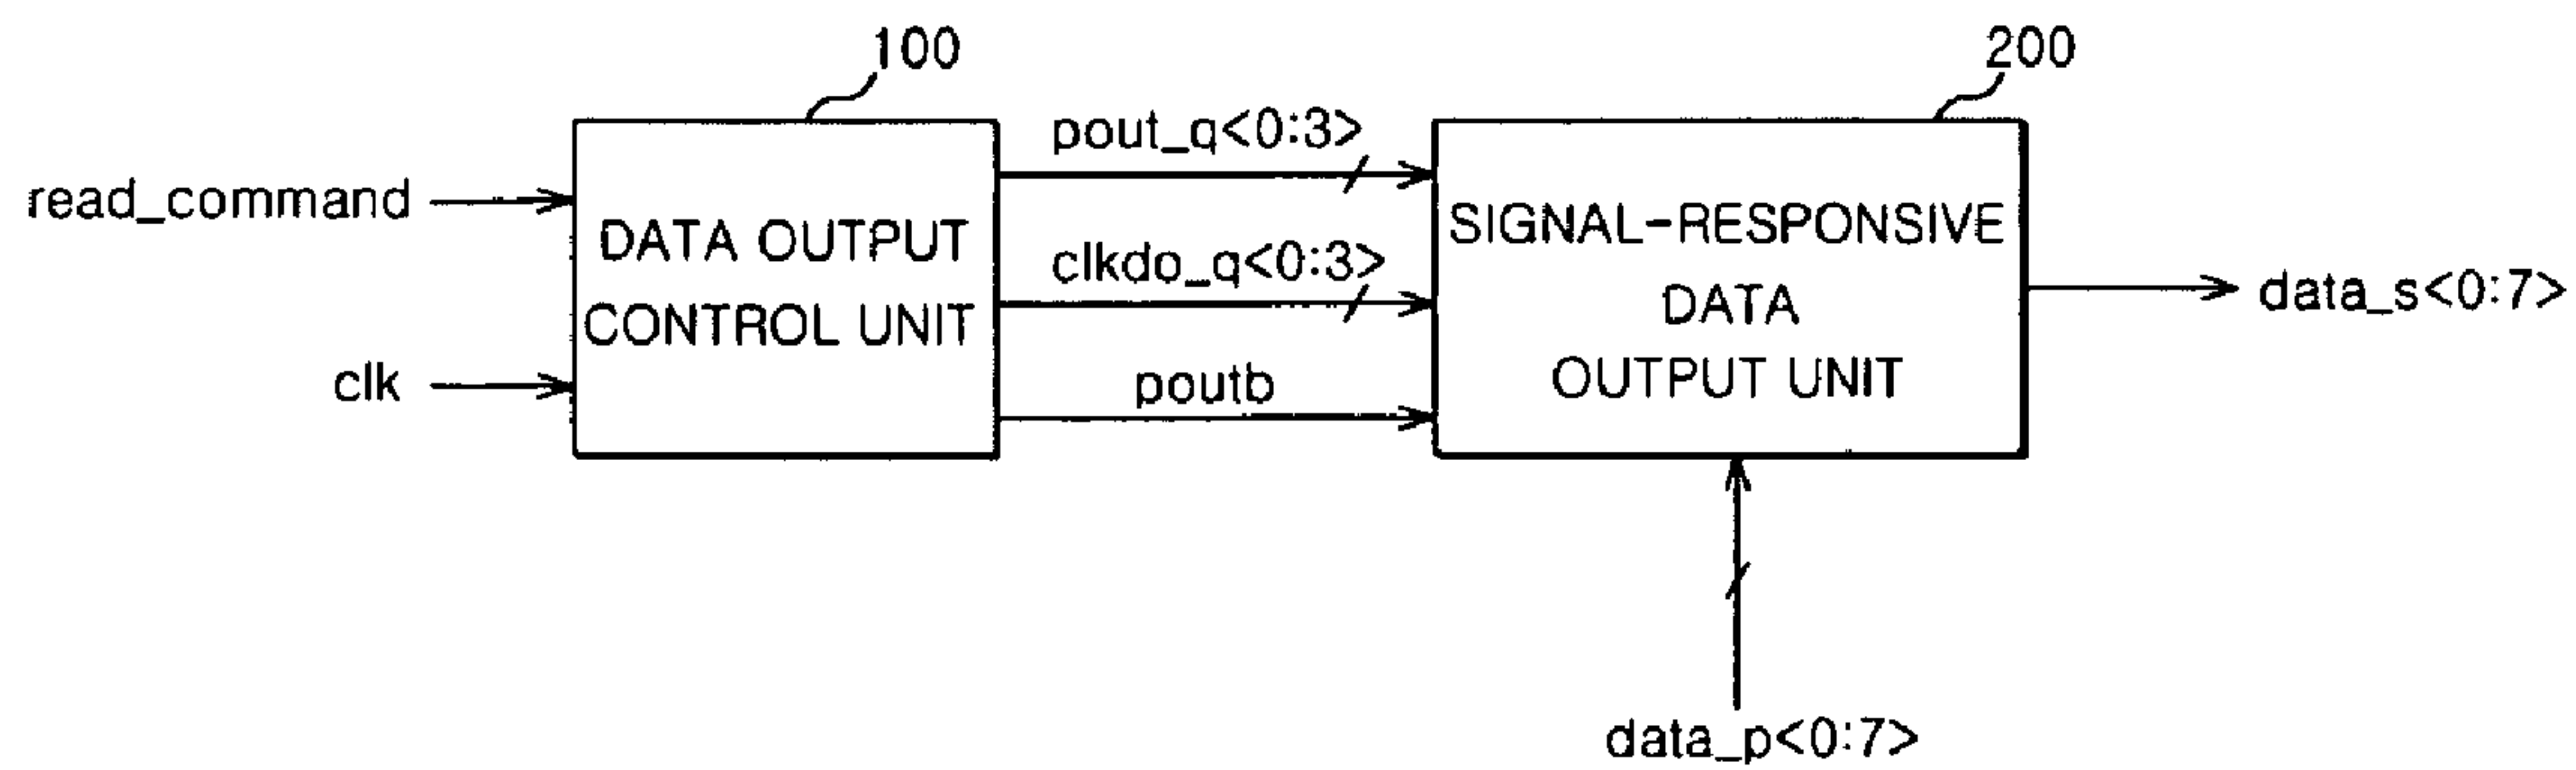 100
200
read_command
clk
DATA OUTPUT
CONTROL UNIT
pout_q<0:3>
clkdo_q<0:3>
poutb
SIGNAL-RESPONSIVE
DATA
OUTPUT UNIT
data_s<0:7>
data_p<0:7>